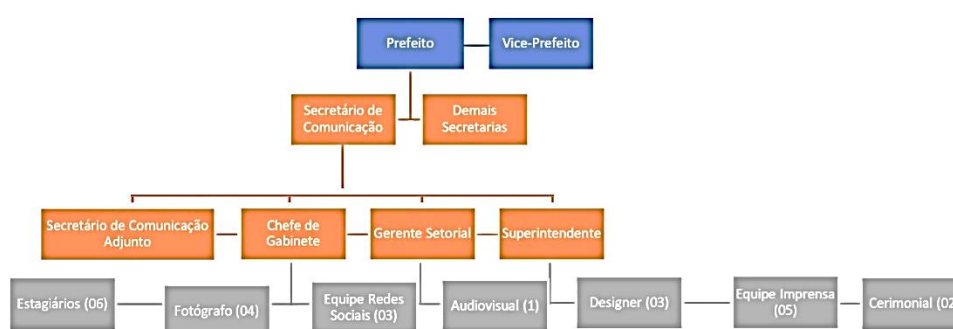 Prefeito
Vice-Prefeito
Secretário de
Comunicação
Demais
Secretarias
Secretário de Comunicação
Adjunto
Chefe de
Gabinete
Gerente Setorial
Superintendente
Estagiários (06)
Fotógrafo (04)
Equipe Redes
Sociais (03)
Audiovisual (1)
Designer (03)
Equipe Imprensa
(05)
Cerimonial (02